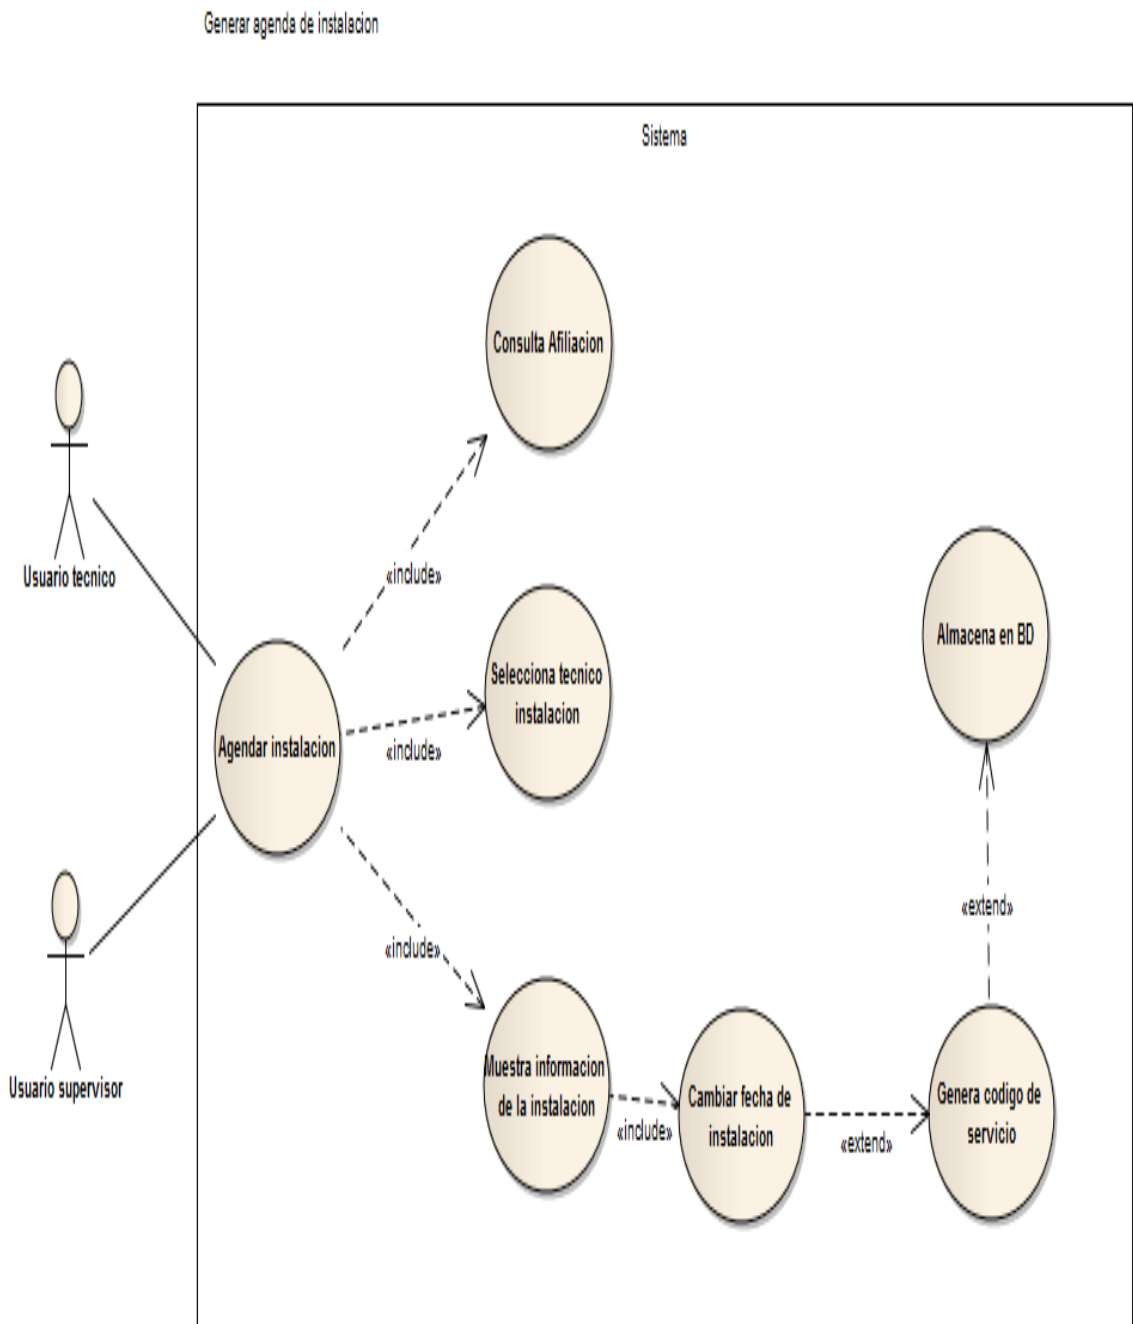 Generar agenda de instalacion
Sistema
Consulta Afiliacion
Usuario tecnico
«include»
Selecciona tecnico
instalacion
Almacena en BD
Agendar instalacion
«include»
«include»
«extend»
Usuario supervisor
Muestra informacion
de la instalacion
«include»
Cambiar fecha de
instalacion
«extend»
Genera codigo de
servicio